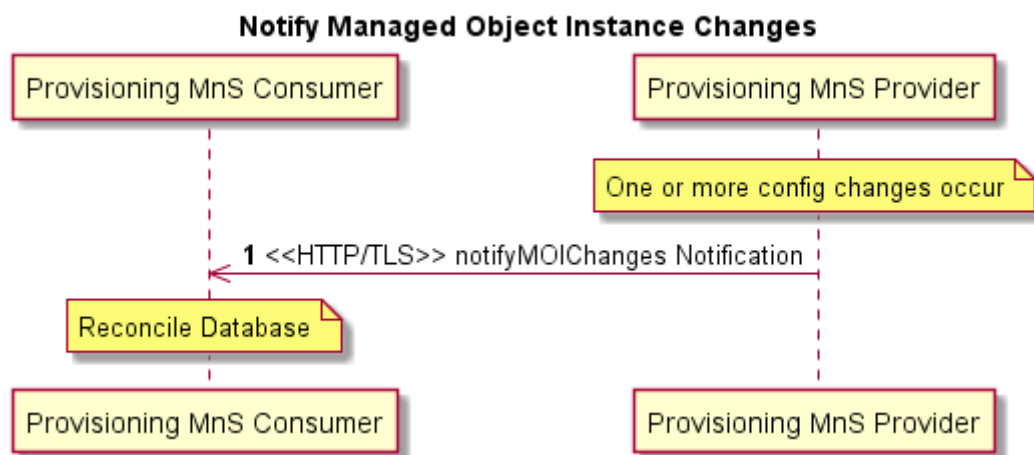 Notify Managed Object Instance Changes
Provisioning MnS Consumer
Provisioning MnS Provider
One or more config changes occur
1 <<HTTP/TLS>> notifyMOIChanges Notification
Reconcile Database
Provisioning MnS Consumer
Provisioning MnS Provider